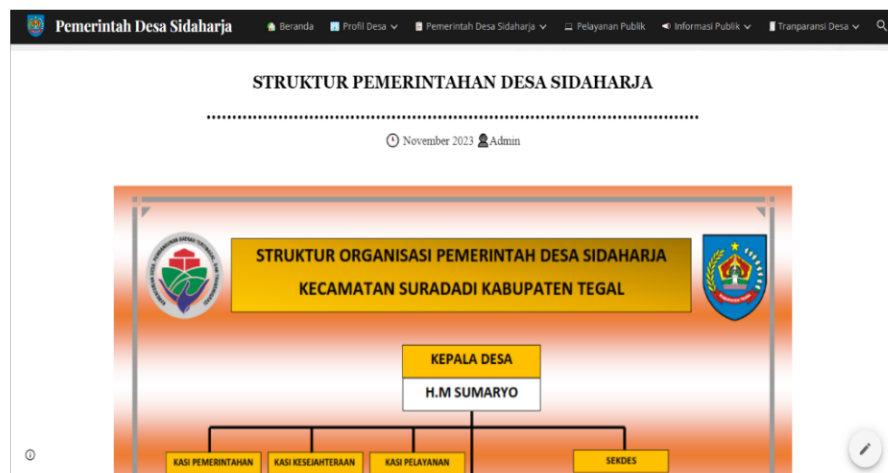 Pemerintah Desa Sidaharja Beranda Profil Desa Pemerintah Desa Sidaharja Pelayanan Publik Informasi Publik Tranparansi Desa
STRUKTUR PEMERINTAHAN DESA SIDAHARJA
November 2023 Admin
STRUKTUR ORGANISASI PEMERINTAH DESA SIDAHARJA
KECAMATAN SURADADI KABUPATEN TEGAL
KEPALA DESA
H.M SUMARYO
KASI PEMERINTAHAN KASI KESEJAHTERAAN KASI PELAYANAN SEKDES